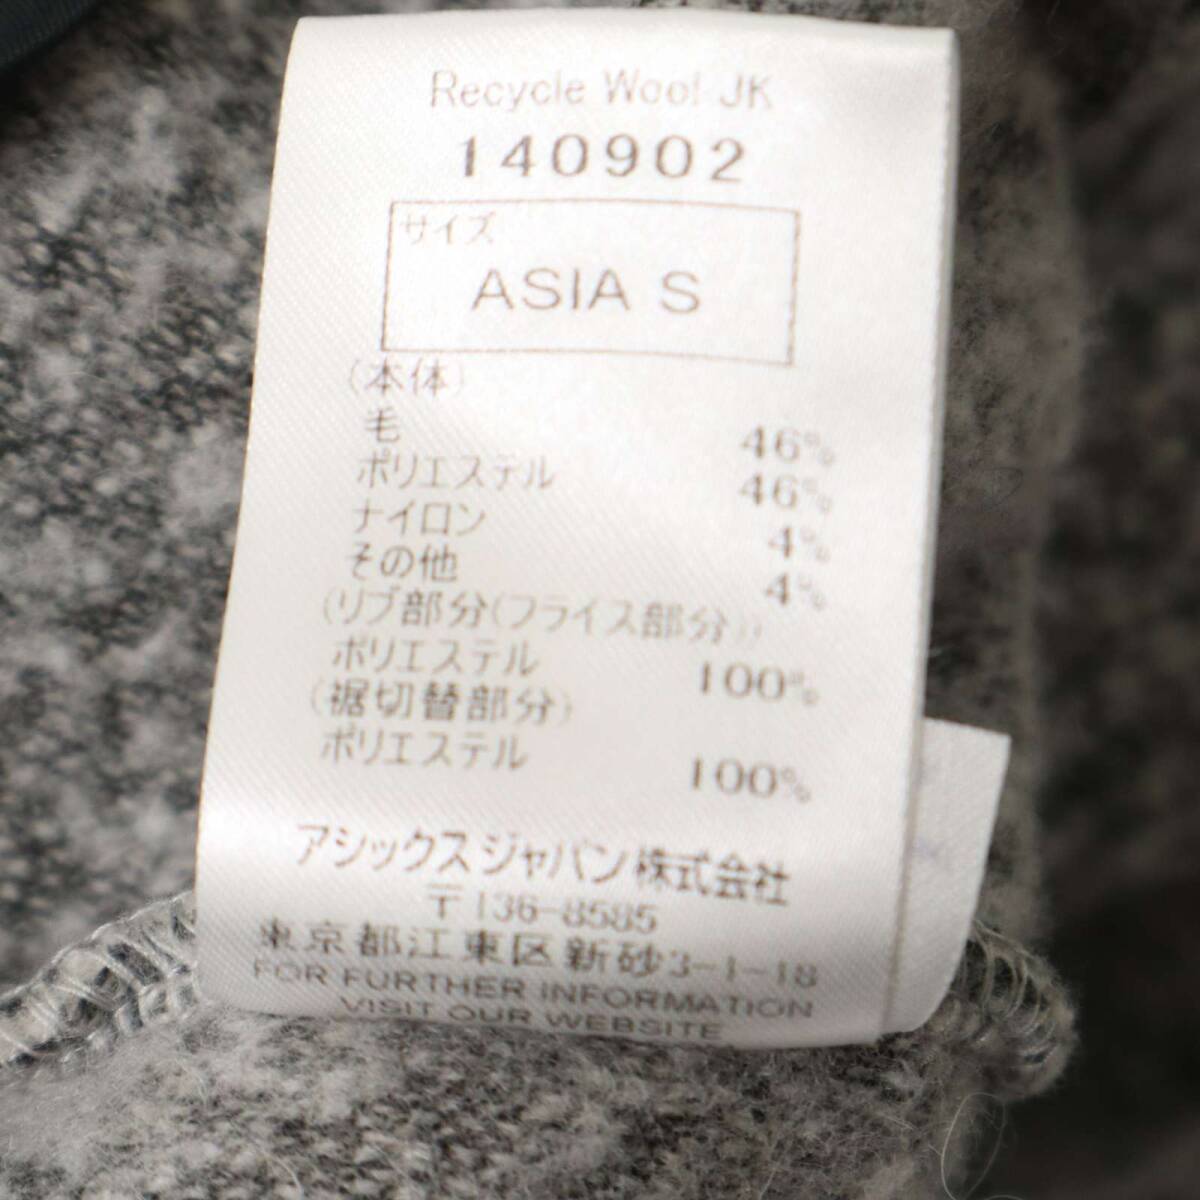 Recycle Wool JK
140902
サイズ
ASIA S
(本体)
毛 46%
ポリエステル 46%
ナイロン 4%
その他 4%
(リブ部分(フライス部分))
ポリエステル 100%
(裾切替部分)
ポリエステル 100%
アシックスジャパン株式会社
〒136-8585
東京都江東区新砂3-1-18
FOR FURTHER INFORMATION
VISIT OUR WEBSITE